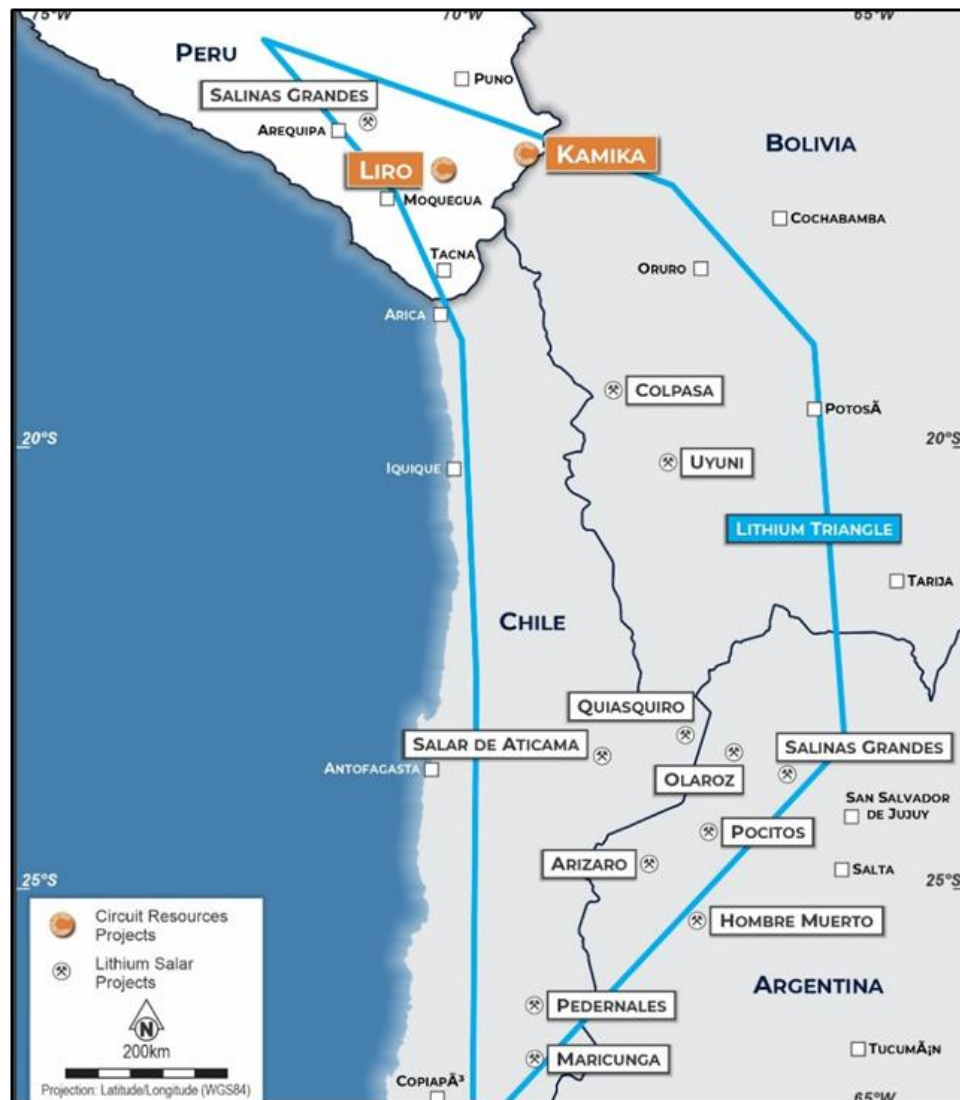 75°W
70°W
65°W
PERU
PUNO
SALINAS GRANDES
AREQUIPA
BOLIVIA
KAMIKA
LIRO
MOQUEGUA
COCHABAMBA
TACNA
ORURO
ARICA
COLPASA
POTOSÃ
20°S
20°S
IQUIQUE
UYUNI
LITHIUM TRIANGLE
TARIJA
CHILE
QUIASQUIRO
SALAR DE ATICAMA
SALINAS GRANDES
ANTOFAGASTA
OLAROZ
SAN SALVADOR
DE JUJUY
POCITOS
ARIZARO
SALTA
25°S
25°S
HOMBRE MUERTO
ARGENTINA
PEDERNALES
MARICUNGA
TUCUMÃ¡N
COPIAPÃ³
65°W
Circuit Resources
Projects
Lithium Salar
Projects
N
200km
Projection: Latitude/Longitude (WGS84)